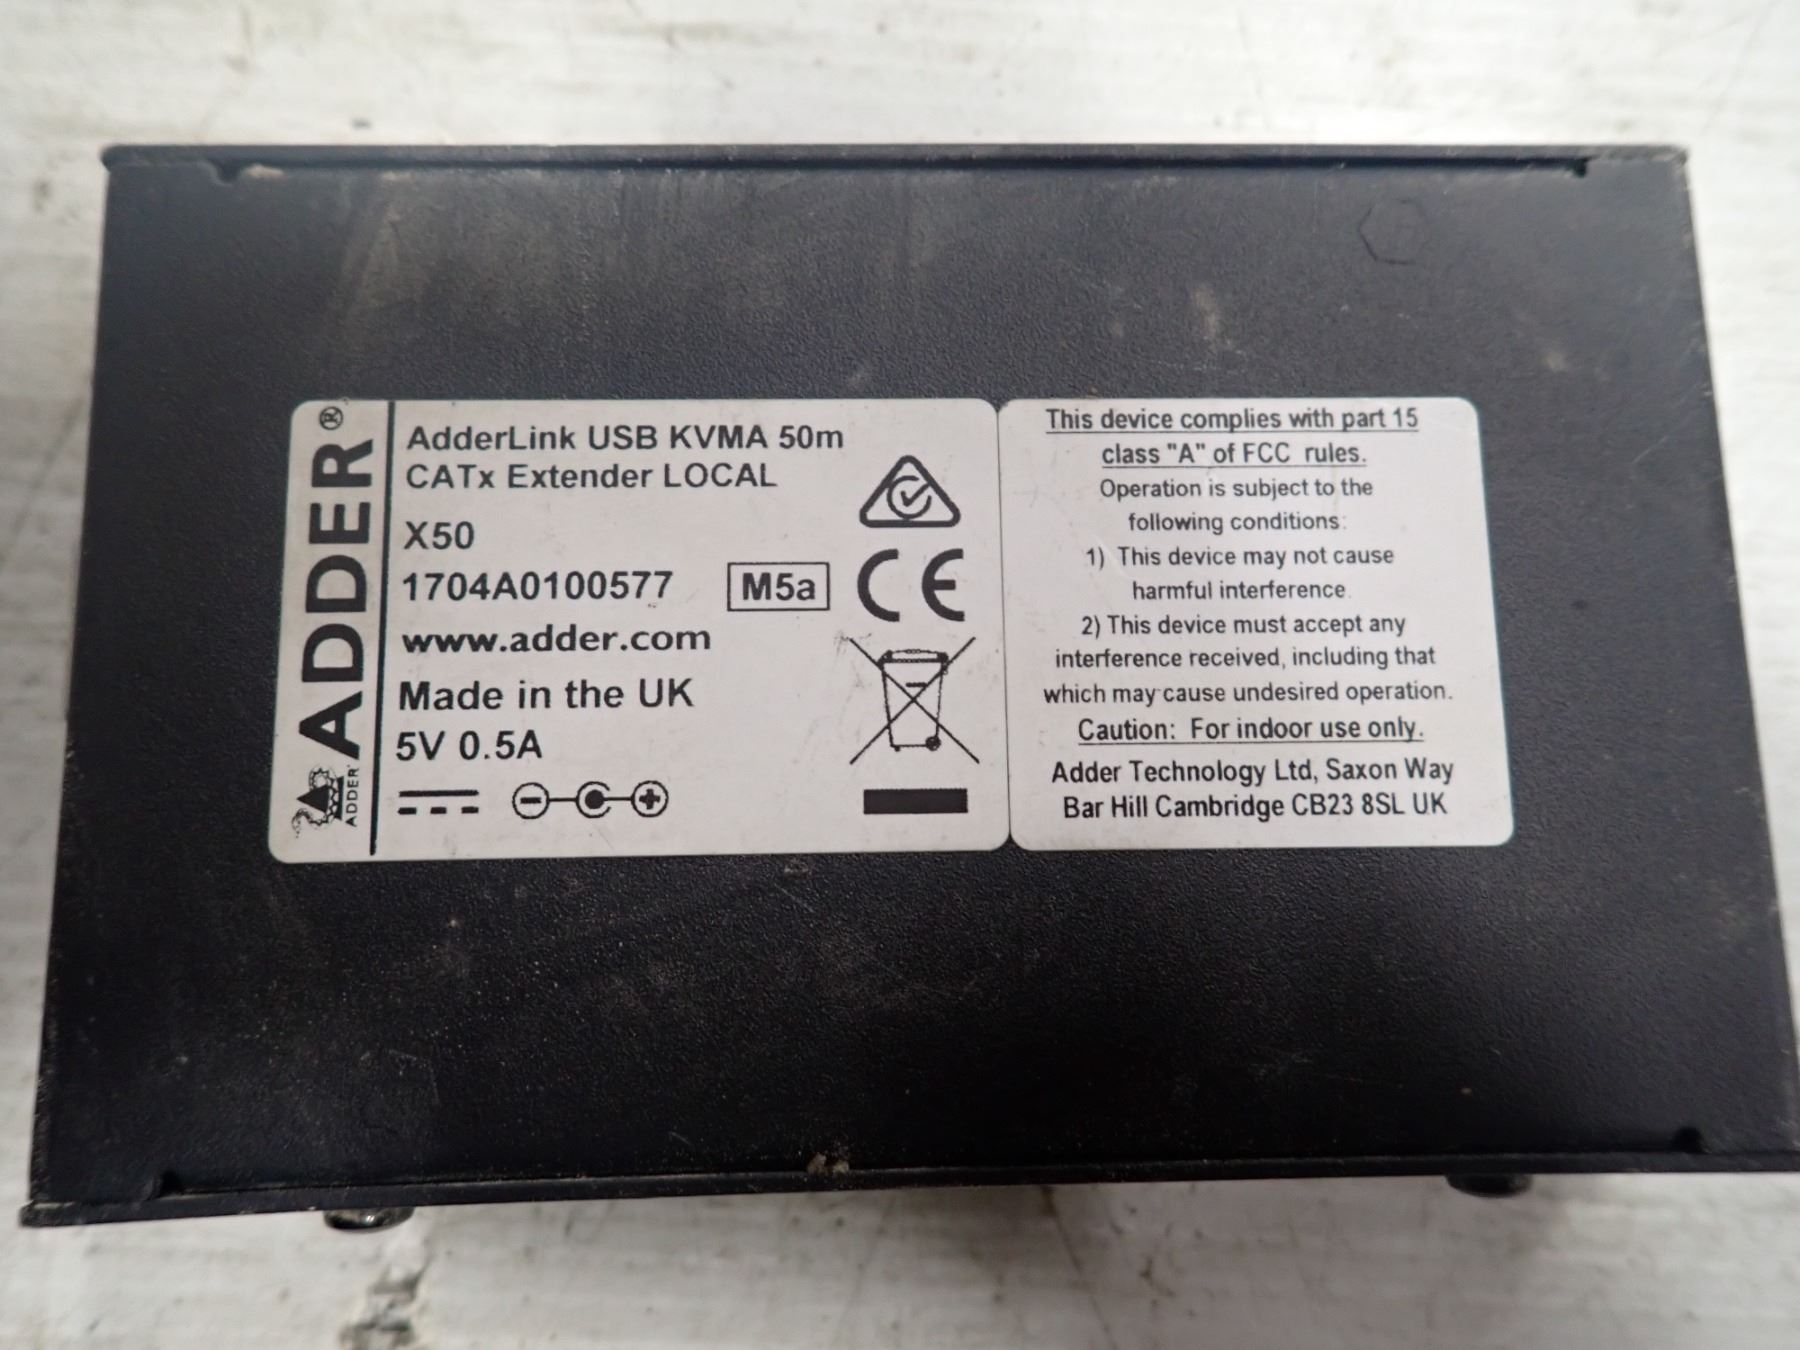 ADDER®
ADDER
AdderLink USB KVMA 50m
CATx Extender LOCAL
X50
1704A0100577
M5a
www.adder.com
Made in the UK
5V 0.5A
CE
This device complies with part 15
class "A" of FCC rules.
Operation is subject to the
following conditions:
1) This device may not cause
harmful interference.
2) This device must accept any
interference received, including that
which may cause undesired operation.
Caution: For indoor use only.
Adder Technology Ltd, Saxon Way
Bar Hill Cambridge CB23 8SL UK